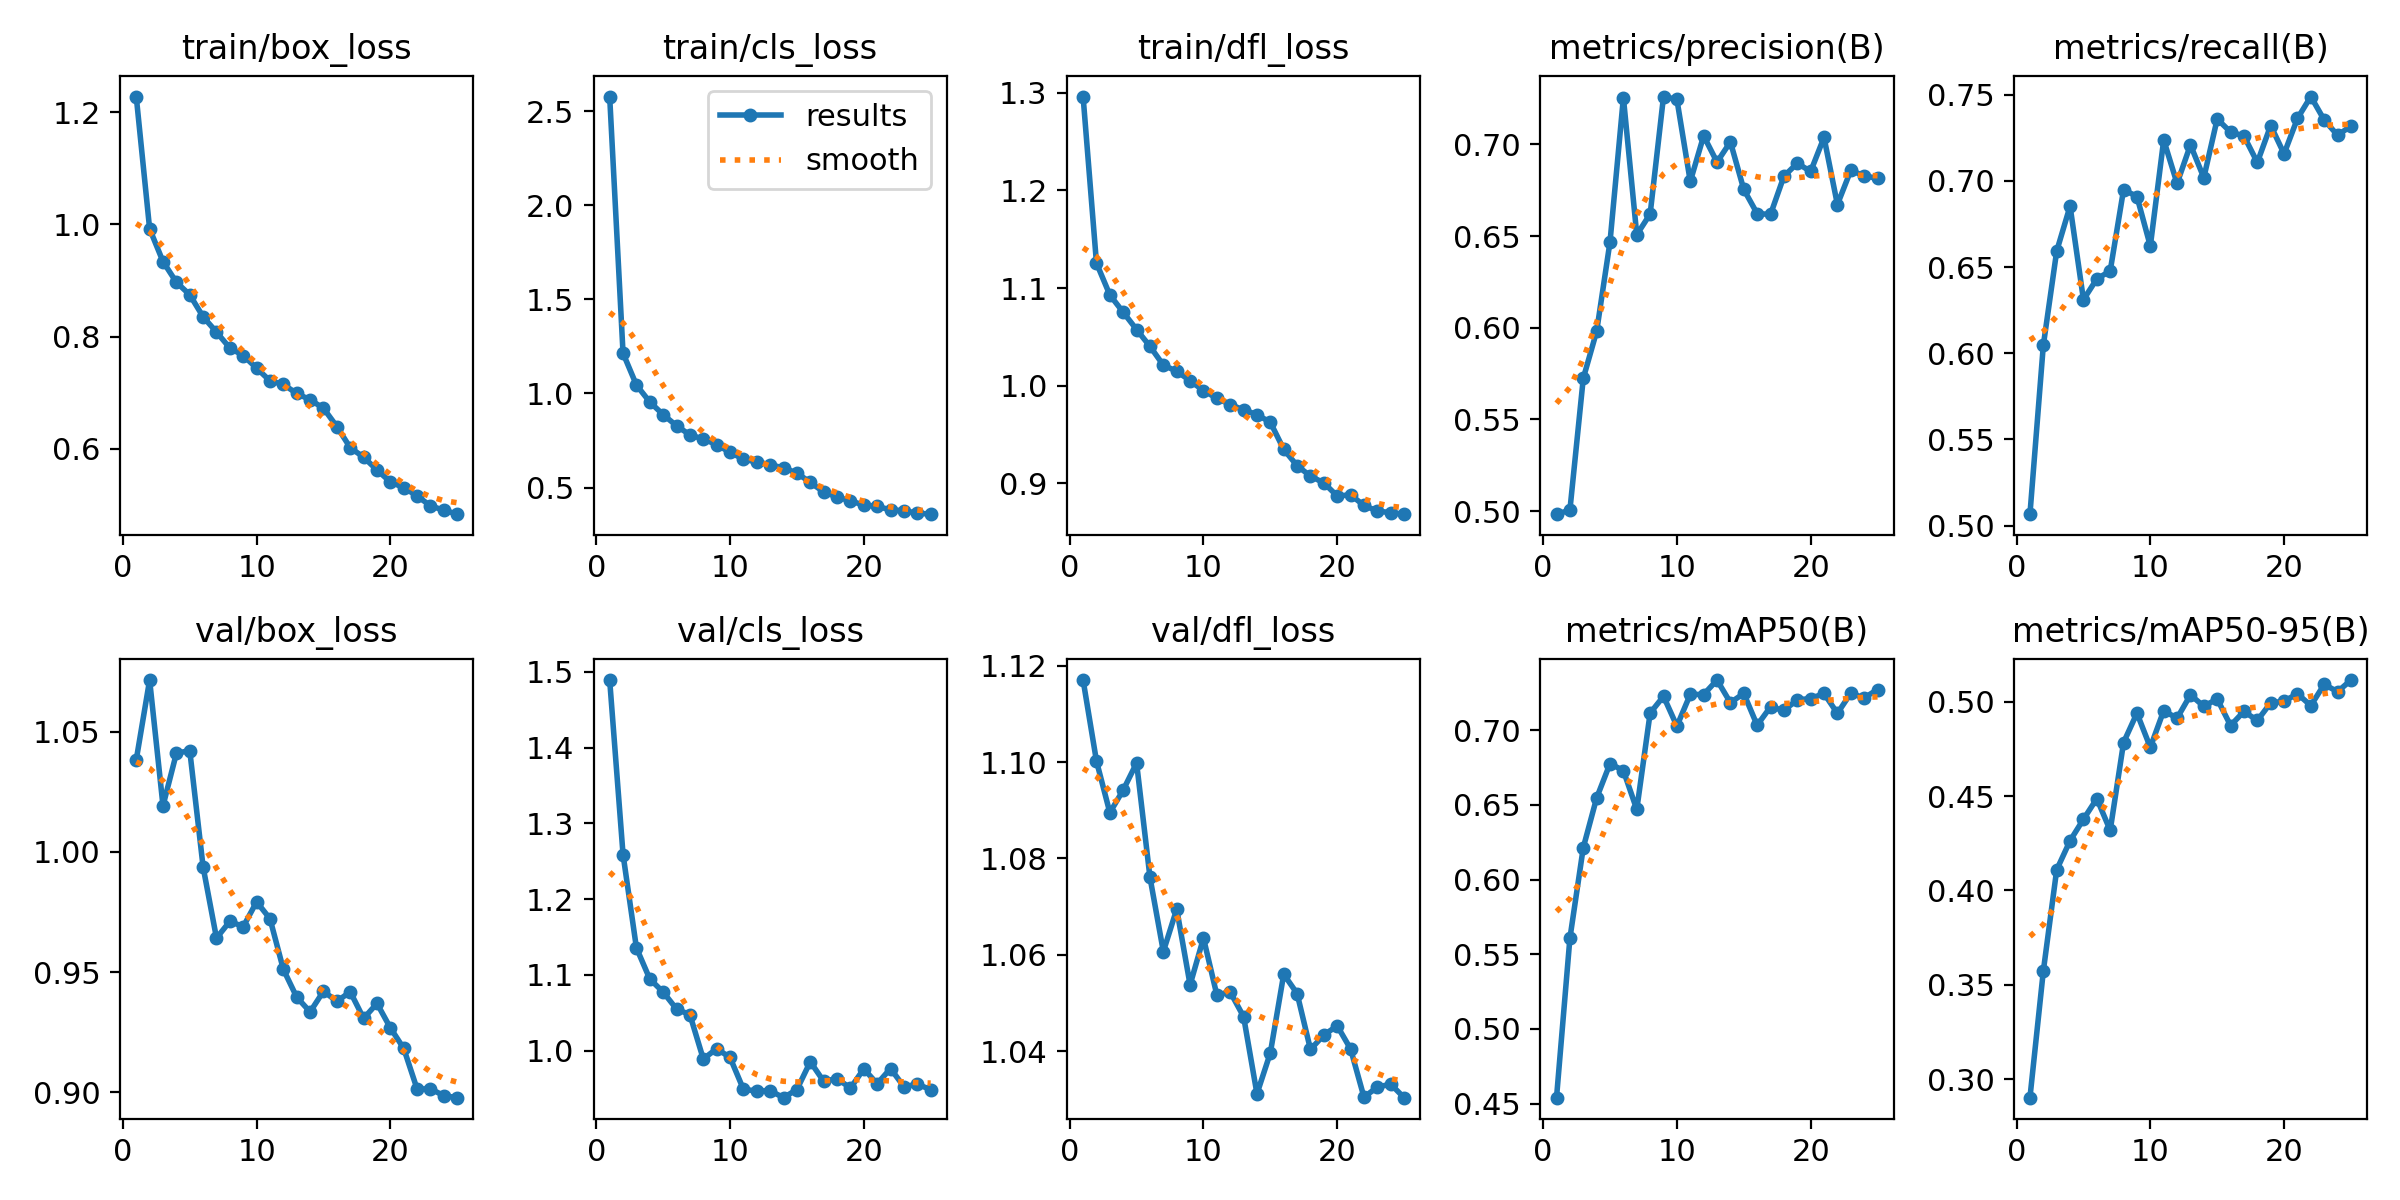 train/box_loss
1.2
1.0
0.8
0.6
0 10 20
train/cls_loss
results
smooth
2.5
2.0
1.5
1.0
0.5
0 10 20
train/dfl_loss
1.3
1.2
1.1
1.0
0.9
0 10 20
metrics/precision(B)
0.70
0.65
0.60
0.55
0.50
0 10 20
metrics/recall(B)
0.75
0.70
0.65
0.60
0.55
0.50
0 10 20
val/box_loss
1.05
1.00
0.95
0.90
0 10 20
val/cls_loss
1.5
1.4
1.3
1.2
1.1
1.0
0 10 20
val/dfl_loss
1.12
1.10
1.08
1.06
1.04
0 10 20
metrics/mAP50(B)
0.70
0.65
0.60
0.55
0.50
0.45
0 10 20
metrics/mAP50-95(B)
0.50
0.45
0.40
0.35
0.30
0 10 20